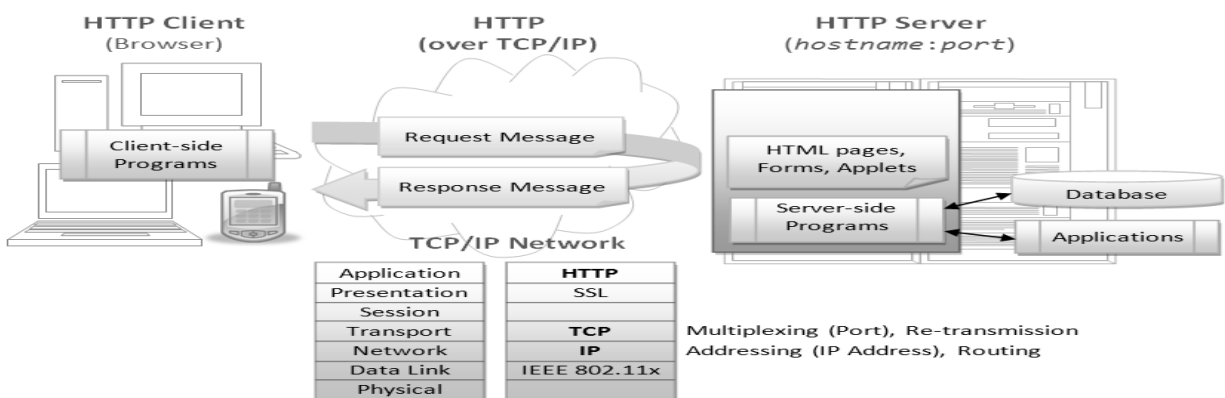 HTTP Client
(Browser)
HTTP
(over TCP/IP)
HTTP Server
(hostname:port)
Client-side
Programs
Request Message
Response Message
HTML pages,
Forms, Applets
Server-side
Programs
Database
Applications
TCP/IP Network
Application HTTP
Presentation SSL
Session
Transport TCP Multiplexing (Port), Re-transmission
Network IP Addressing (IP Address), Routing
Data Link IEEE 802.11x
Physical